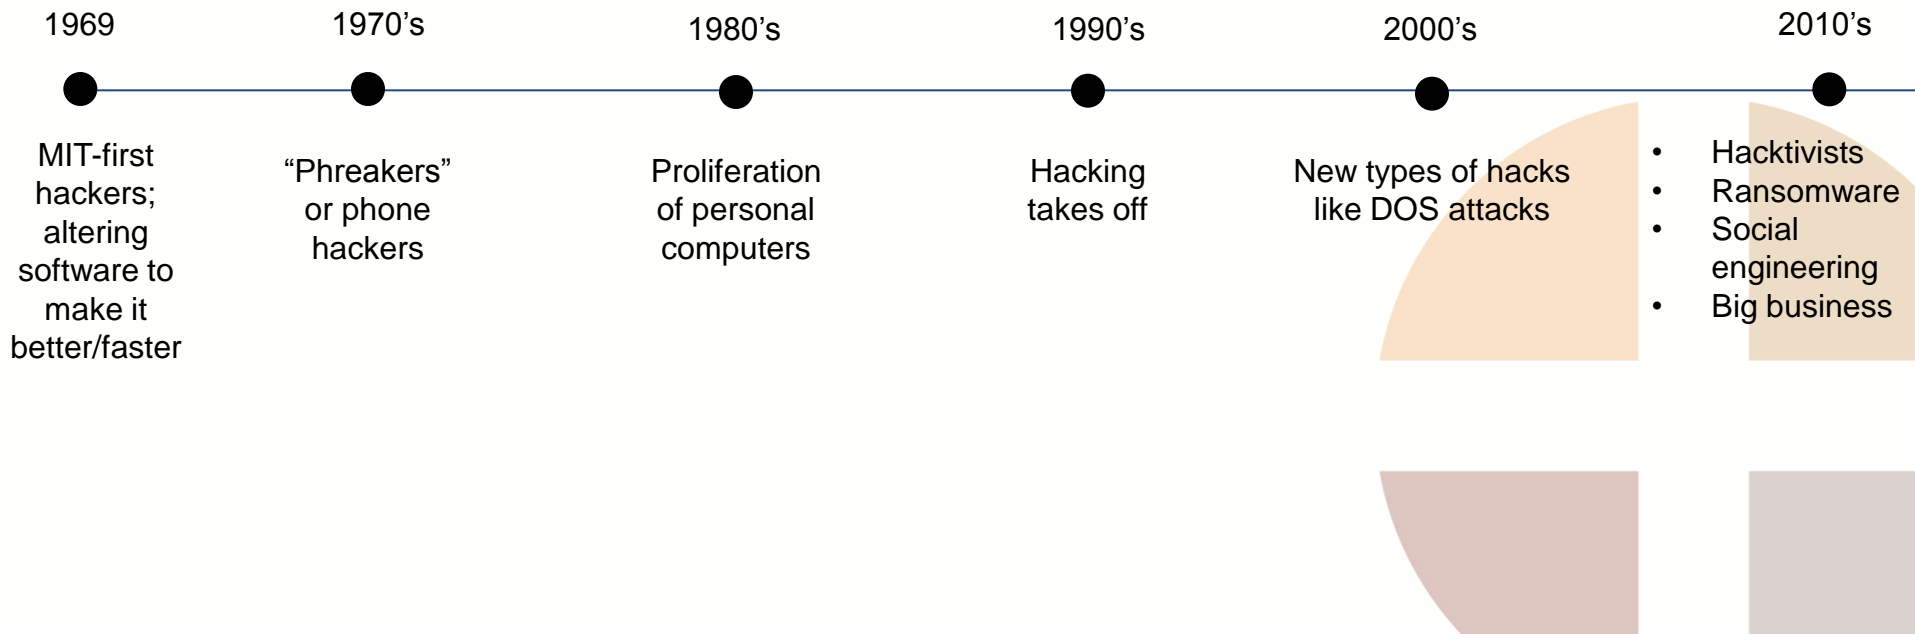 1969
1970’s
1980’s
1990’s
2000’s
2010’s
MIT-first
hackers;
altering
software to
make it
better/faster
“Phreakers”
or phone
hackers
Proliferation
of personal
computers
Hacking
takes off
New types of hacks
like DOS attacks
• Hacktivists
• Ransomware
• Social
engineering
• Big business